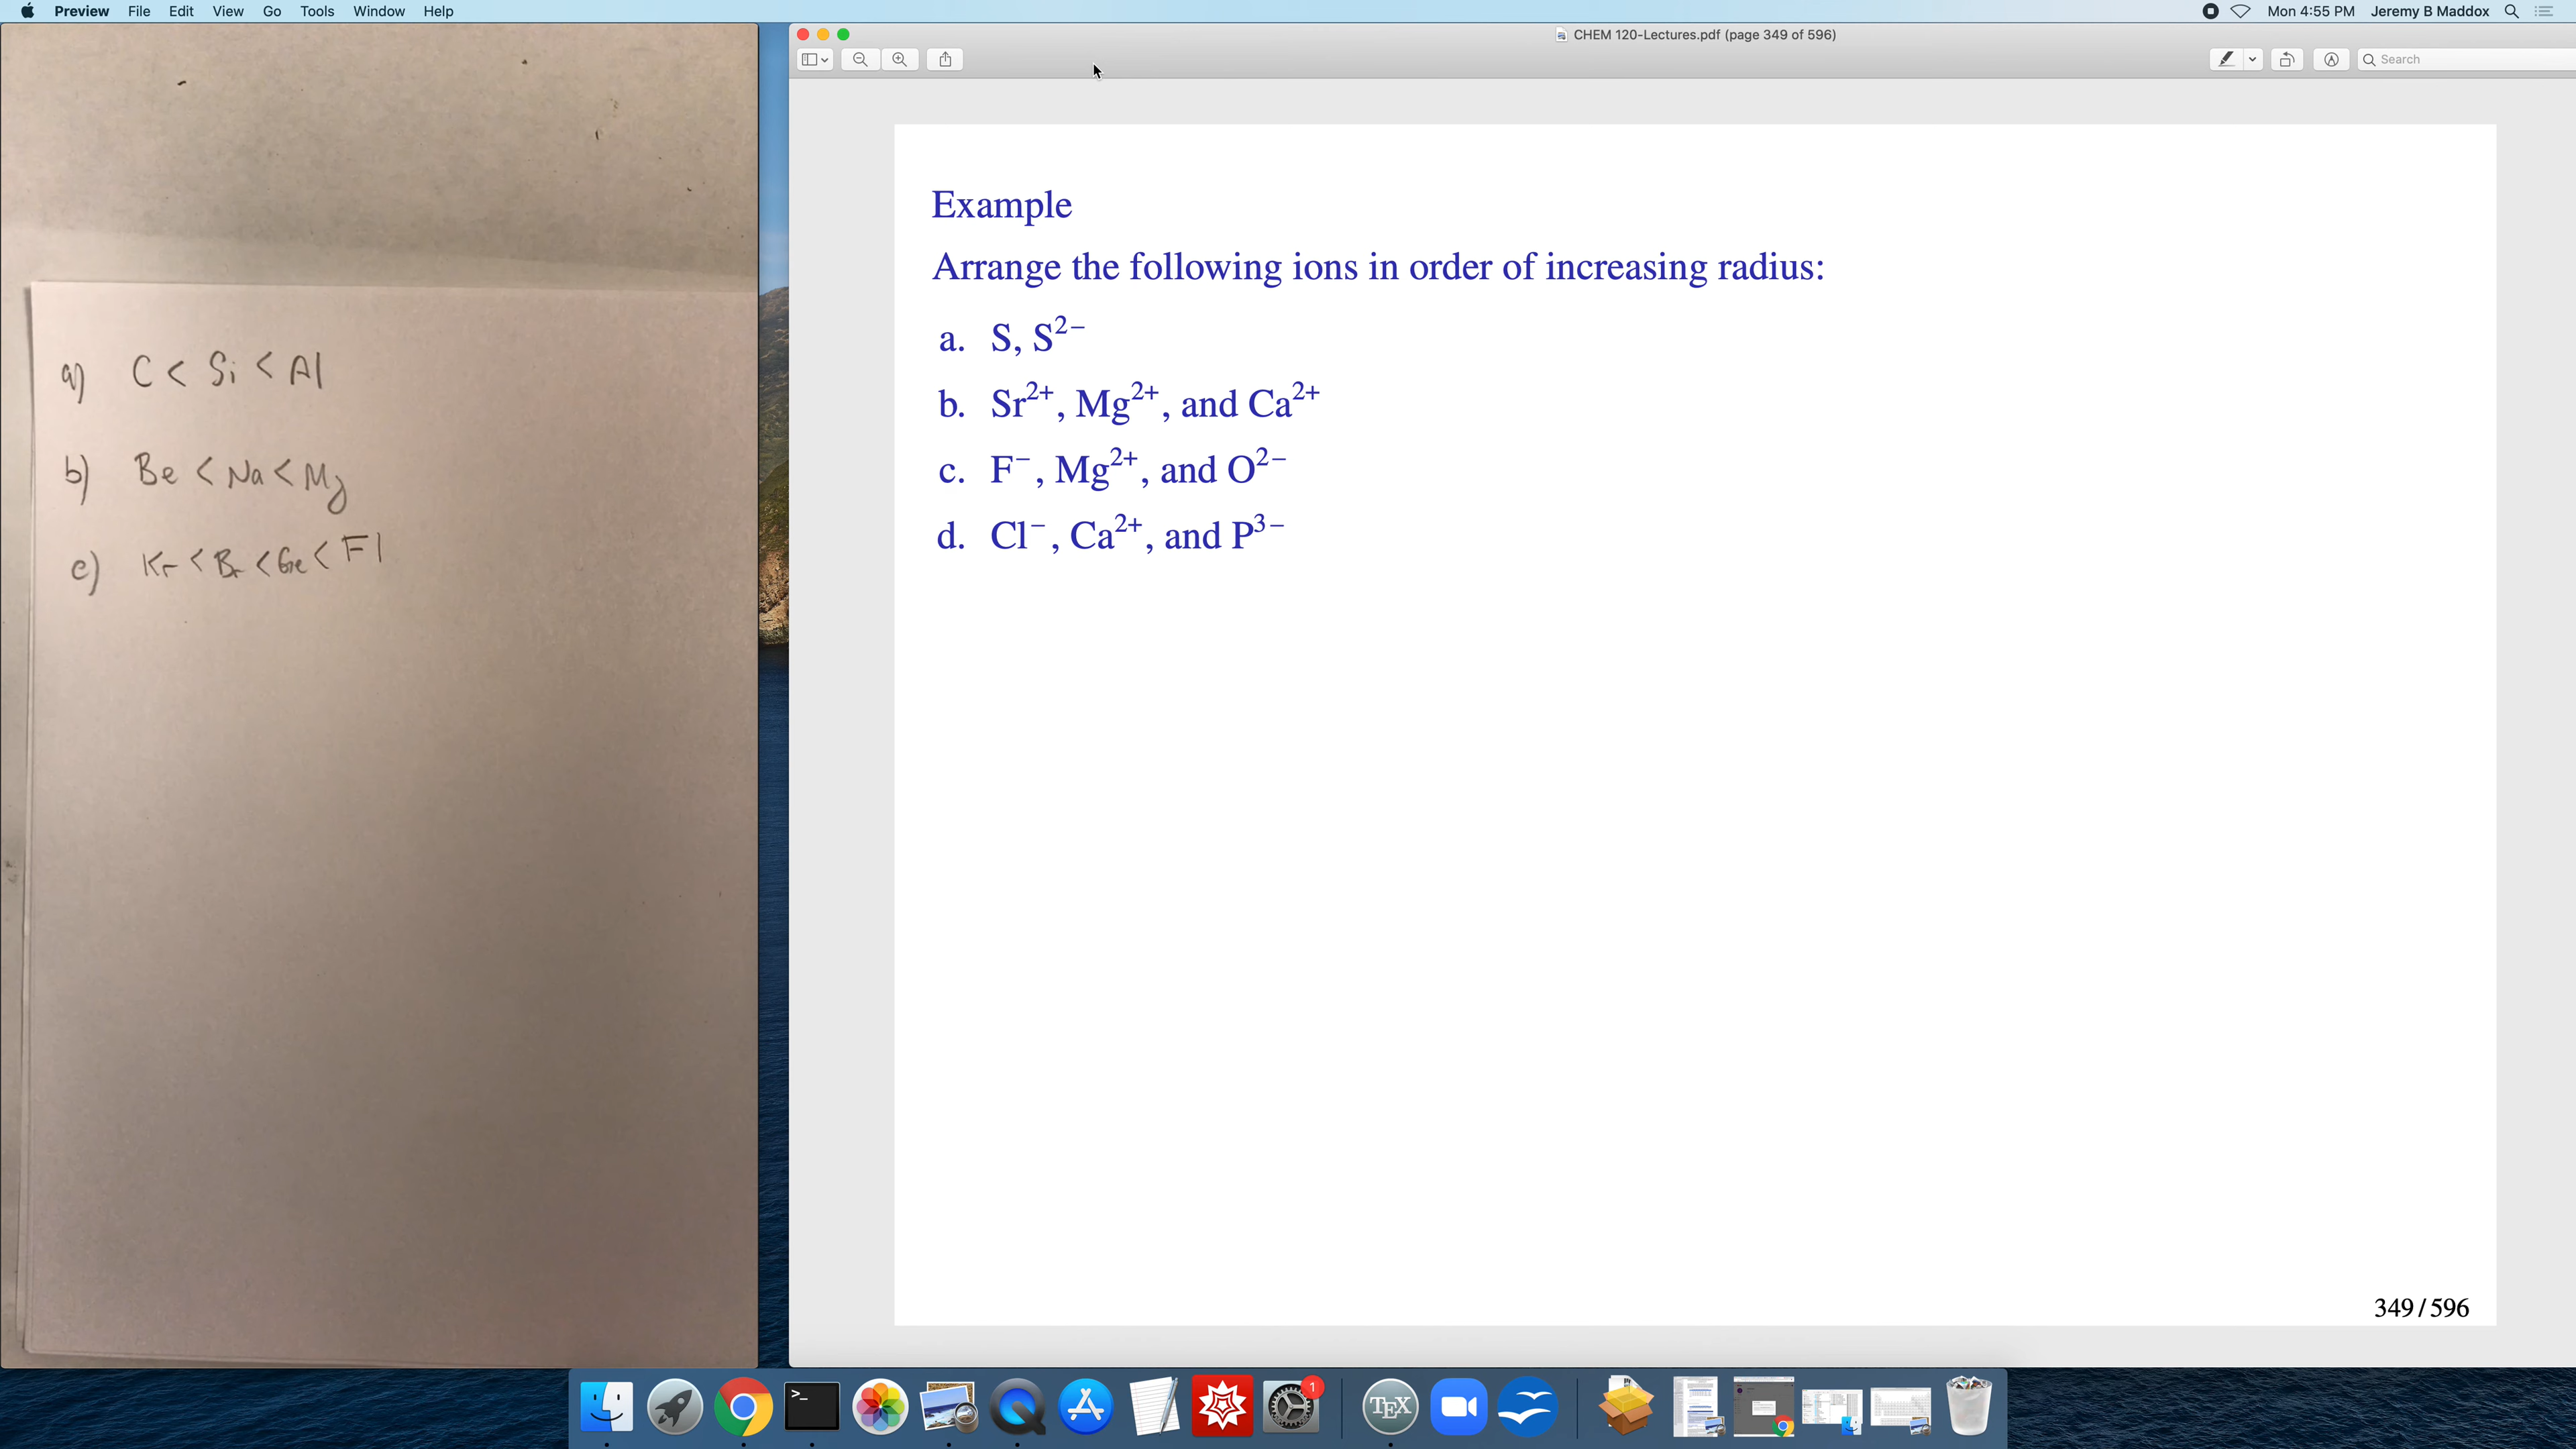 Preview File Edit View Go Tools Window Help
Mon 4:55 PM Jeremy B Maddox
CHEM 120-Lectures.pdf (page 349 of 596)
Search
a) C < Si < Al
b) Be < Na < Mg
c) Kr < Br < Ge < Fl
Example
Arrange the following ions in order of increasing radius:
a. S, S²⁻
b. Sr²⁺, Mg²⁺, and Ca²⁺
c. F⁻, Mg²⁺, and O²⁻
d. Cl⁻, Ca²⁺, and P³⁻
349/596
>_
1
TEX